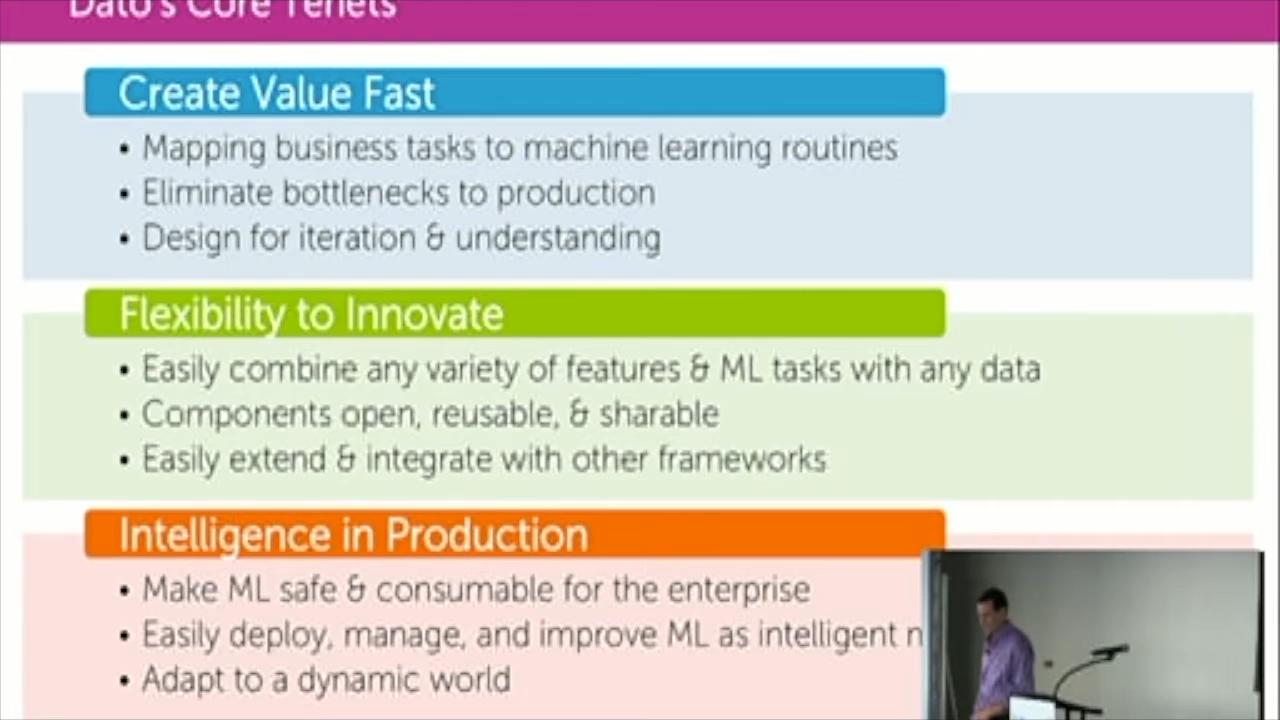 Dato's Core Tenets
Create Value Fast
• Mapping business tasks to machine learning routines
• Eliminate bottlenecks to production
• Design for iteration & understanding
Flexibility to Innovate
• Easily combine any variety of features & ML tasks with any data
• Components open, reusable, & sharable
• Easily extend & integrate with other frameworks
Intelligence in Production
• Make ML safe & consumable for the enterprise
• Easily deploy, manage, and improve ML as intelligent
• Adapt to a dynamic world